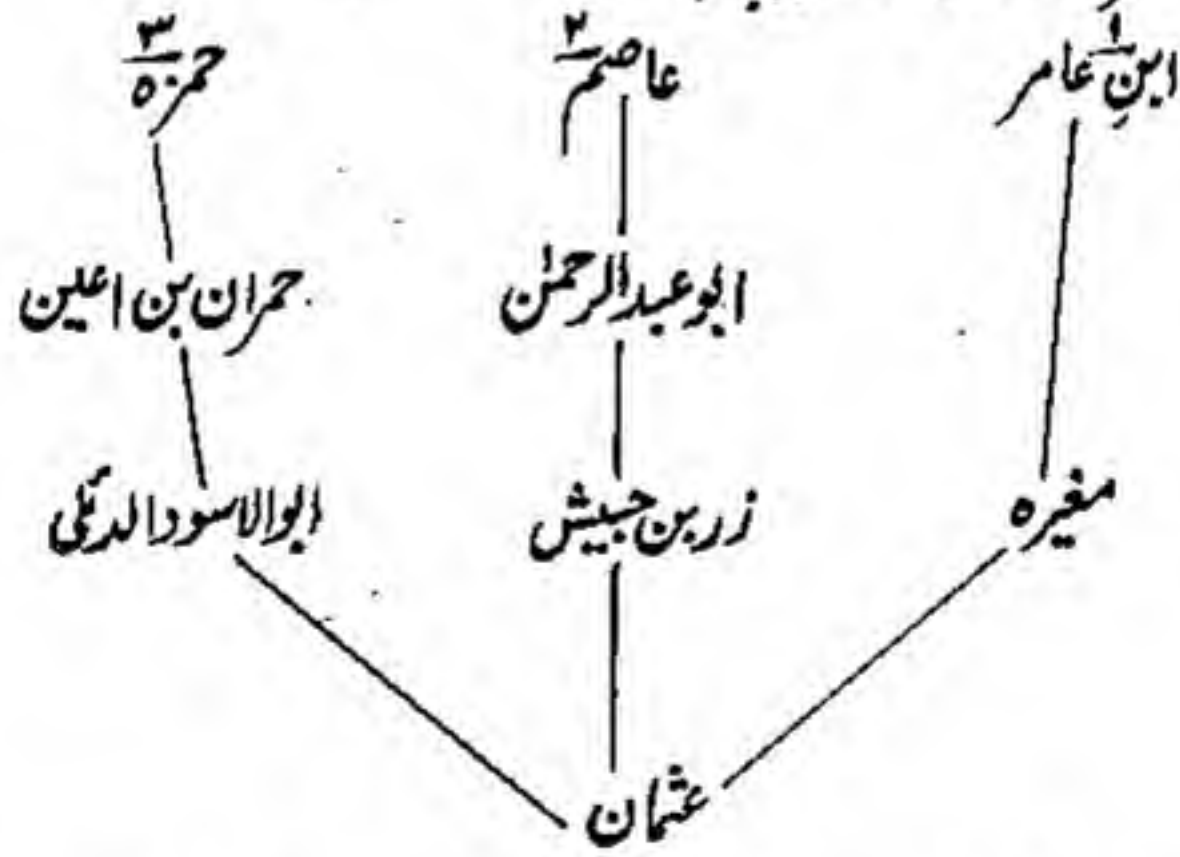 ابنِ عامر ۱ عاصم ۲ حمزہ ۳
ابو عبدالرحمٰن حمران بن اعین
مغیرہ زر بن حبیش ابوالاسود الدئلی
عثمان